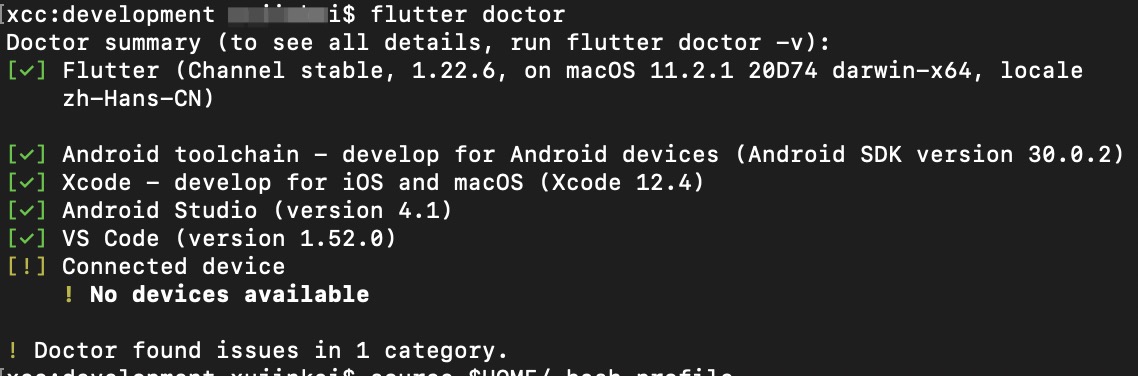 [xcc:development i$ flutter doctor
Doctor summary (to see all details, run flutter doctor -v):
[✓] Flutter (Channel stable, 1.22.6, on macOS 11.2.1 20D74 darwin-x64, locale
zh-Hans-CN)
[✓] Android toolchain - develop for Android devices (Android SDK version 30.0.2)
[✓] Xcode - develop for iOS and macOS (Xcode 12.4)
[✓] Android Studio (version 4.1)
[✓] VS Code (version 1.52.0)
[!] Connected device
! No devices available
! Doctor found issues in 1 category.